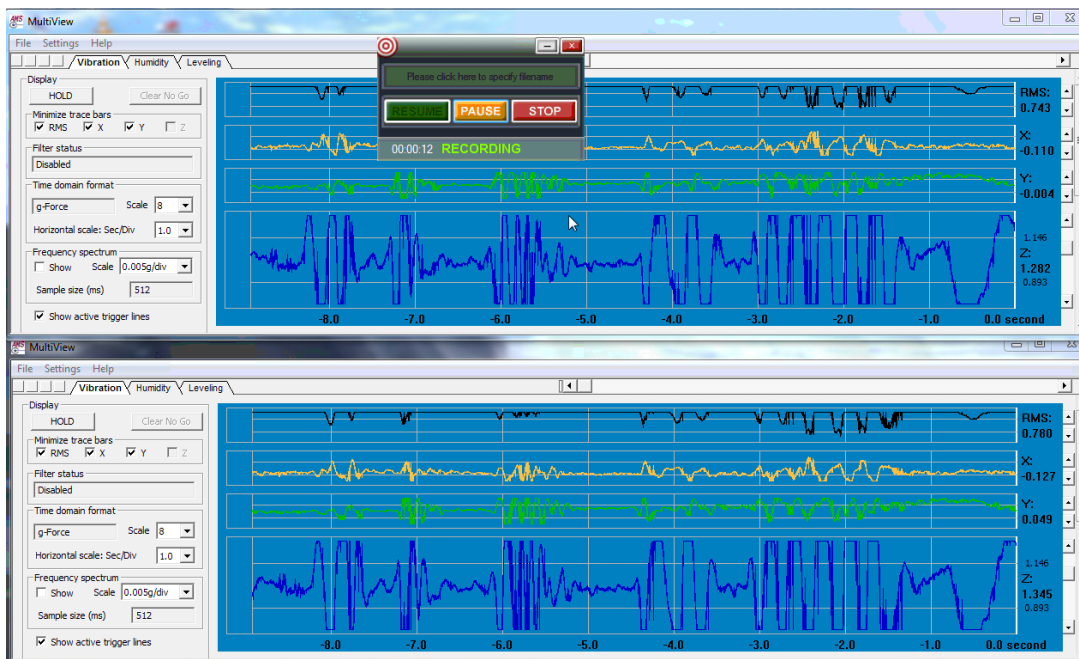 AMS MultiView
File Settings Help
Vibration Humidity Leveling
Display
HOLD Clear No Go
Minimize trace bars
RMS X Y Z
Filter status
Disabled
Time domain format
g-Force Scale 8
Horizontal scale: Sec/Div 1.0
Frequency spectrum
Show Scale 0.005g/div
Sample size (ms) 512
Show active trigger lines
Please click here to specify filename
RESUME PAUSE STOP
00:00:12 RECORDING
RMS:
0.743
X:
-0.110
Y:
-0.004
1.146
Z:
1.282
0.893
-8.0 -7.0 -6.0 -5.0 -4.0 -3.0 -2.0 -1.0 0.0 second
AMS MultiView
File Settings Help
Vibration Humidity Leveling
Display
HOLD Clear No Go
Minimize trace bars
RMS X Y Z
Filter status
Disabled
Time domain format
g-Force Scale 8
Horizontal scale: Sec/Div 1.0
Frequency spectrum
Show Scale 0.005g/div
Sample size (ms) 512
Show active trigger lines
RMS:
0.780
X:
-0.127
Y:
0.049
1.146
Z:
1.345
0.893
-8.0 -7.0 -6.0 -5.0 -4.0 -3.0 -2.0 -1.0 0.0 second